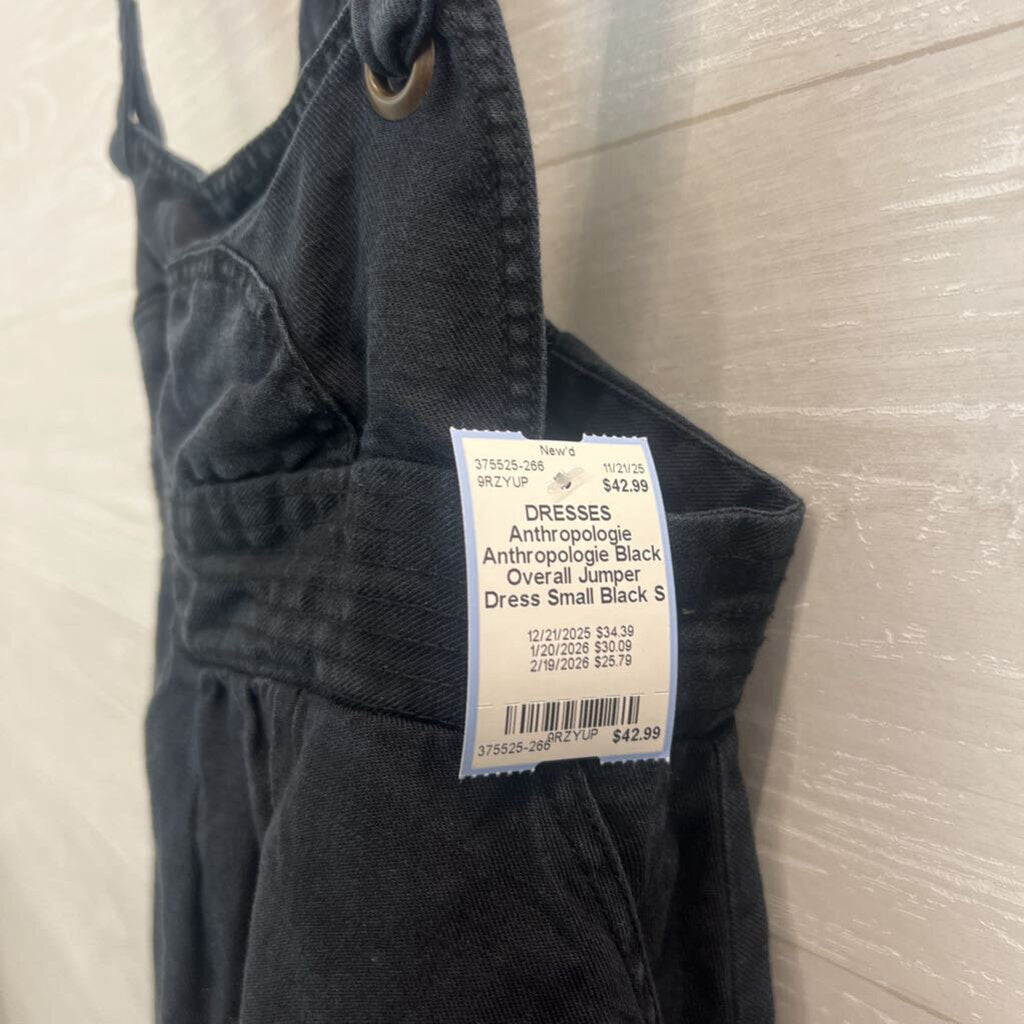 New'd
375525-266 11/21/25
9RZYUP $42.99
DRESSES
Anthropologie
Anthropologie Black
Overall Jumper
Dress Small Black S
12/21/2025 $34.39
1/20/2026 $30.09
2/19/2026 $25.79
9RZYUP $42.99
375525-266